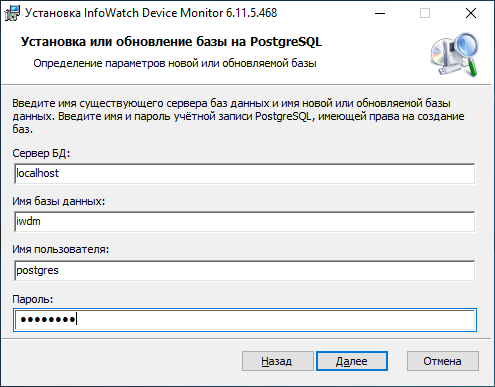 Установка InfoWatch Device Monitor 6.11.5.468
Установка или обновление базы на PostgreSQL
Определение параметров новой или обновляемой базы
Введите имя существующего сервера баз данных и имя новой или обновляемой базы
данных. Введите имя и пароль учётной записи PostgreSQL, имеющей права на создание
баз.
Сервер БД:
localhost
Имя базы данных:
iwdm
Имя пользователя:
postgres
Пароль:
●●●●●●●●
Назад Далее Отмена